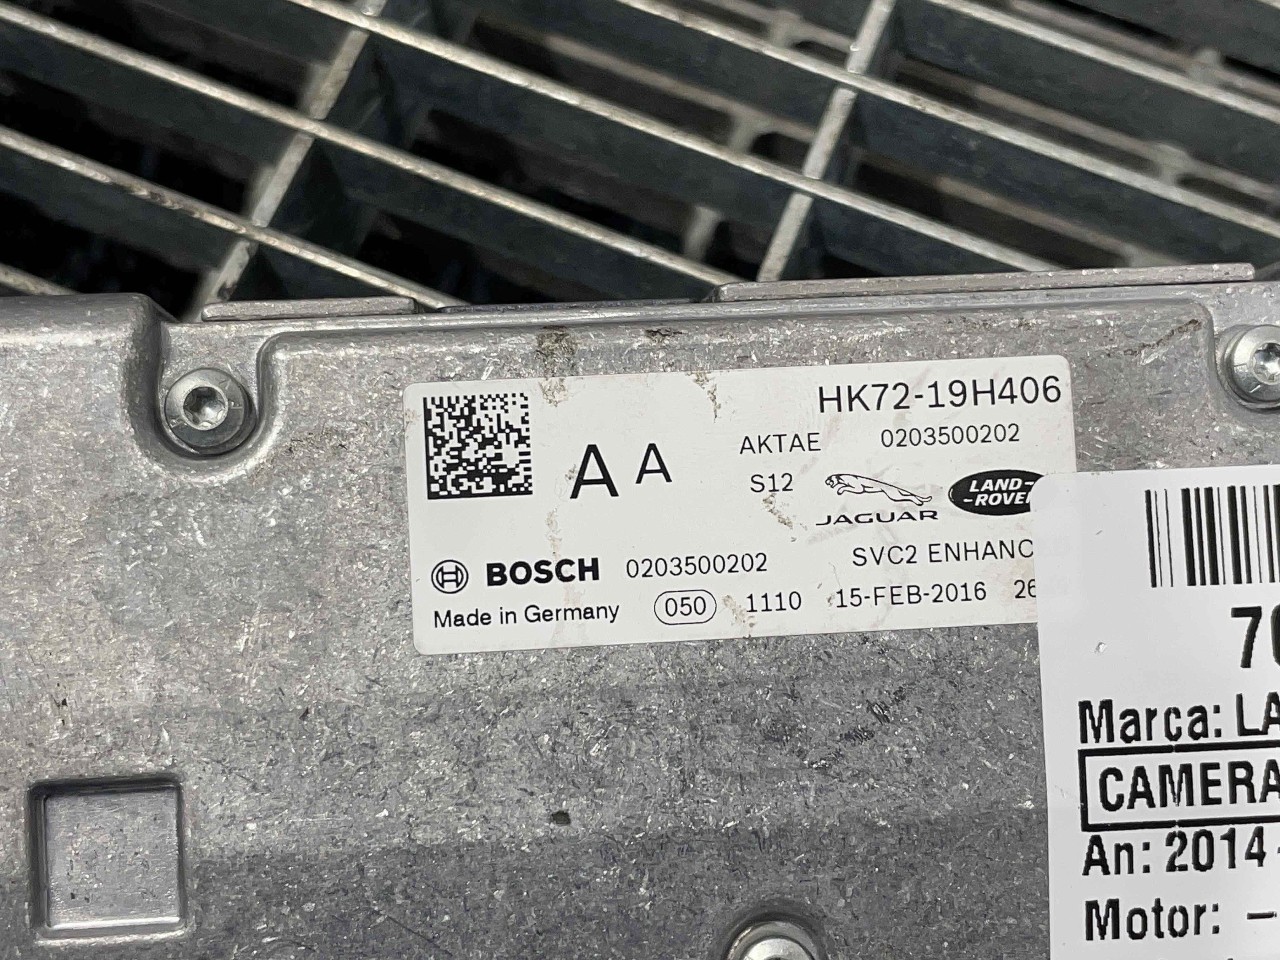 HK72-19H406
AKTAE 0203500202
A A
S12
JAGUAR
LAND-
-ROVER
BOSCH 0203500202
SVC2 ENHANC
Made in Germany 050 1110 15-FEB-2016 26
Marca: LA
CAMERA
An: 2014-
Motor: -